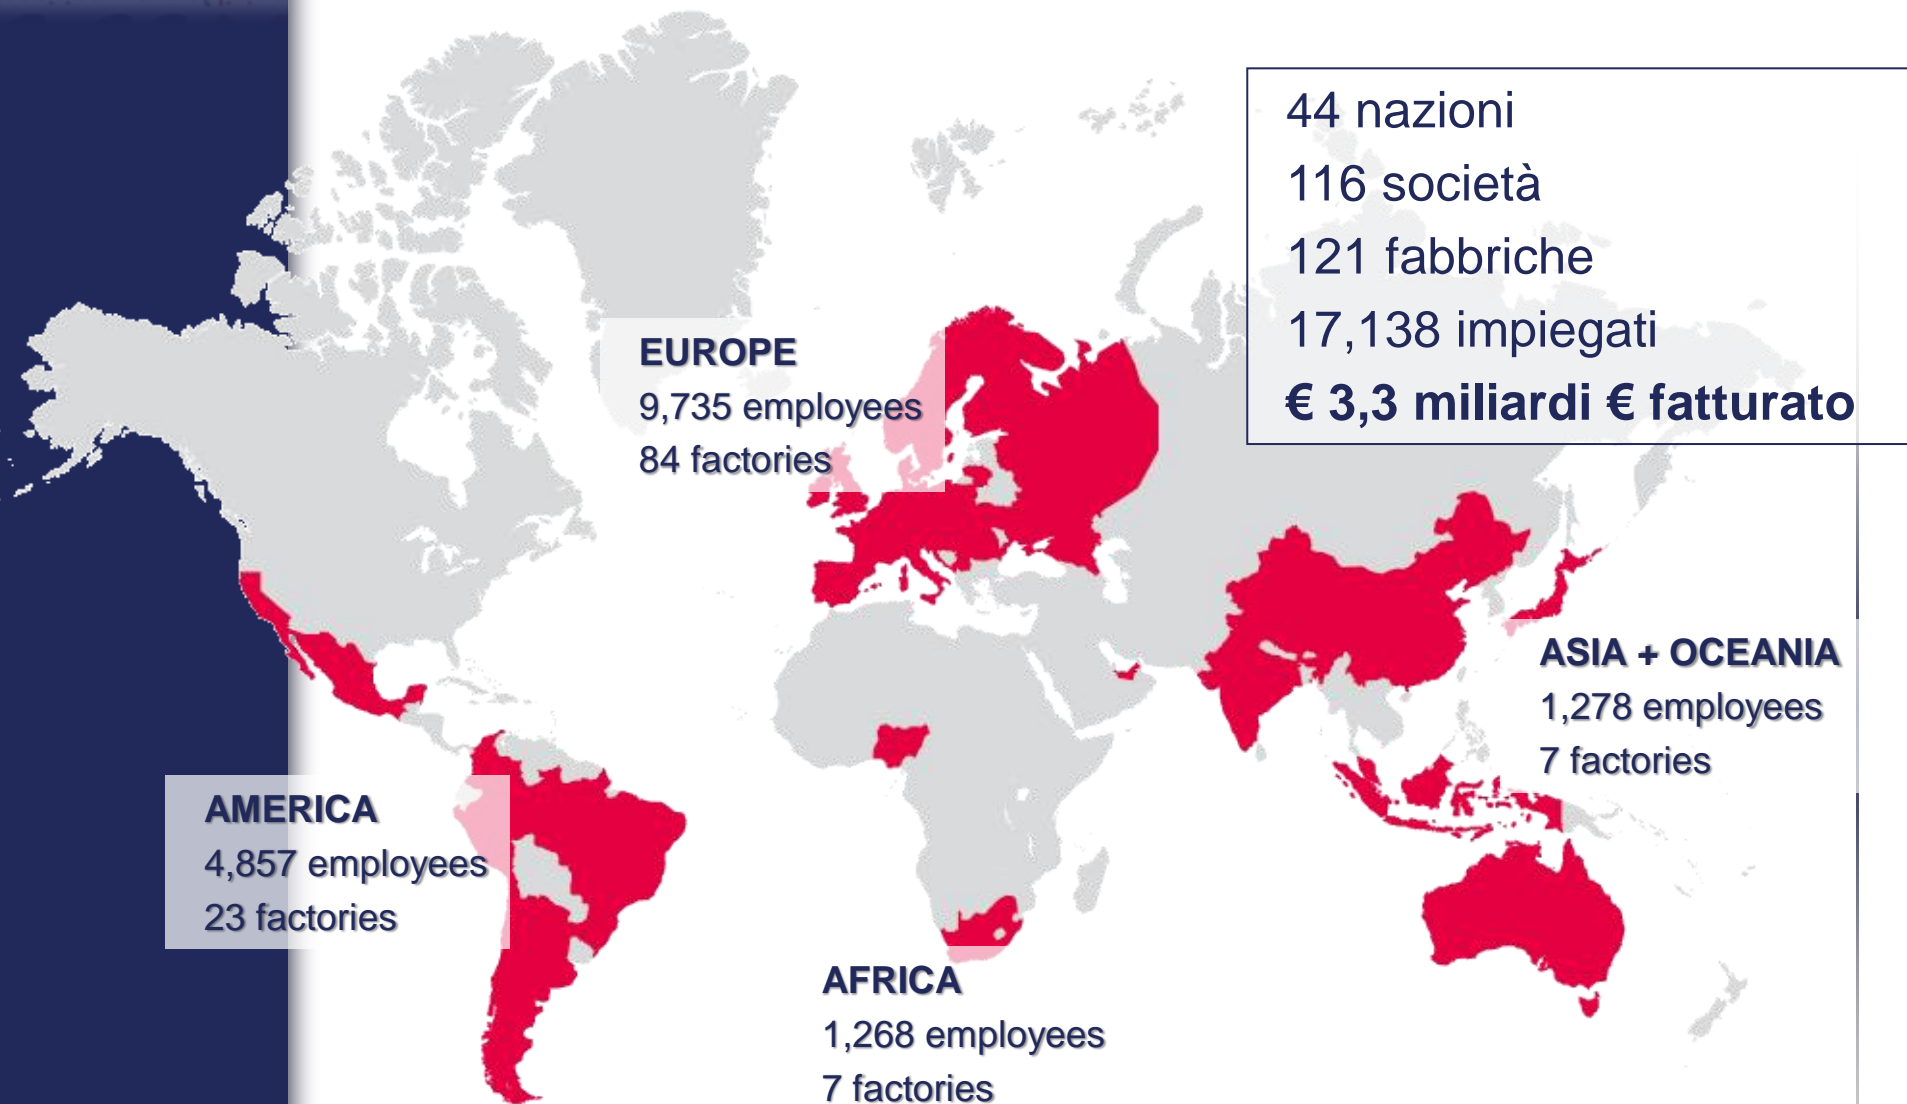 44 nazioni
116 società
121 fabbriche
17,138 impiegati
€ 3,3 miliardi € fatturato
EUROPE
9,735 employees
84 factories
ASIA + OCEANIA
1,278 employees
7 factories
AMERICA
4,857 employees
23 factories
AFRICA
1,268 employees
7 factories